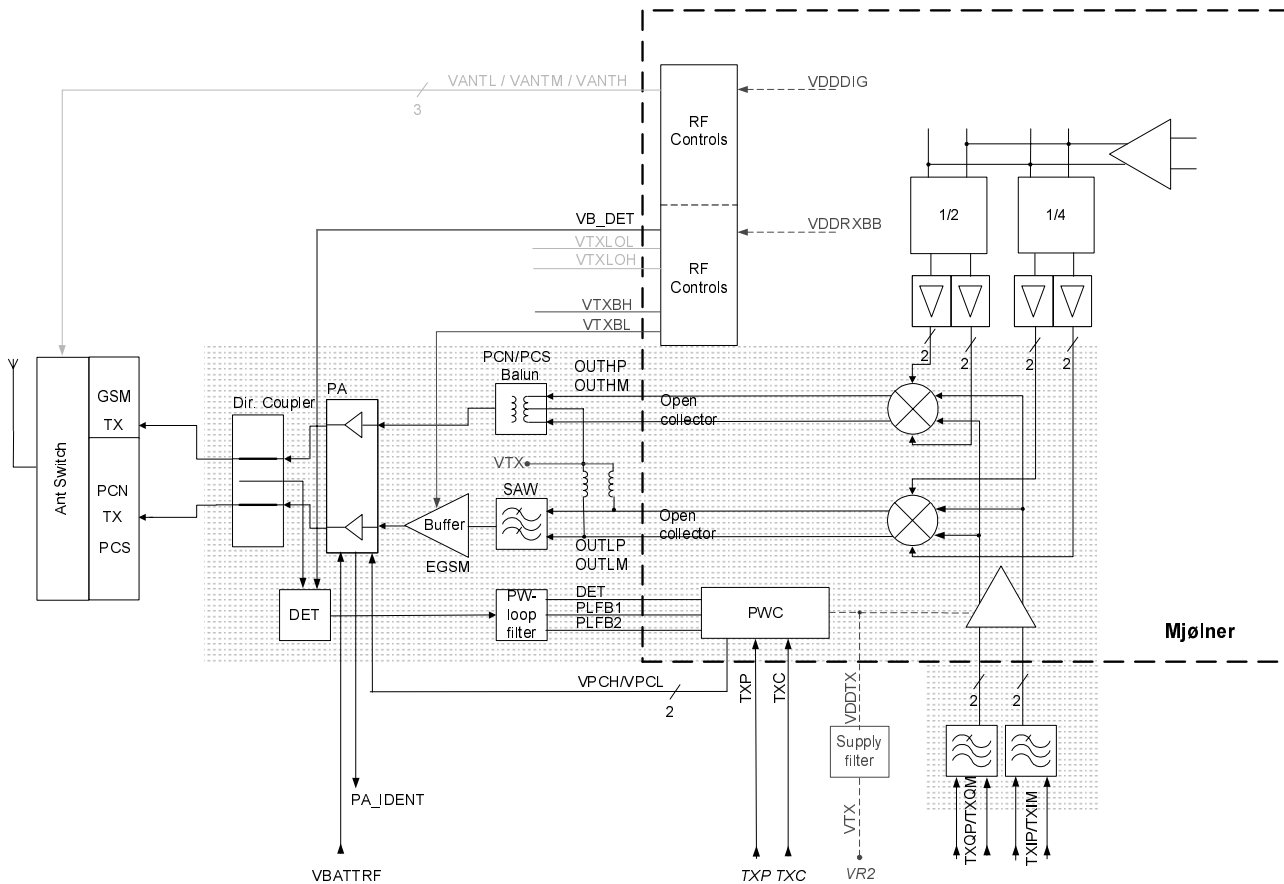 VANTL / VANTM / VANTH
3
VDDDIG
RF
Controls
VB_DET
VTXLOL
VTXLOH
VDDRXBB
RF
Controls
VTXBH
VTXBL
1/2
1/4
2
2
2
2
PCN/PCS
Balun
OUTHP
OUTHM
Open
collector
PA
Dir. Coupler
GSM
TX
Ant Switch
PCN
TX
PCS
VTX
SAW
Buffer
EGSM
Open
collector
OUTLP
OUTLM
DET
PW-
loop
filter
DET
PLFB1
PLFB2
PWC
Mjølner
VPCH/VPCL
2
TXP
TXC
VDDTX
2
2
Supply
filter
VTX
PA_IDENT
TXQP/TXQM
TXIP/TXIM
VBATTRF
TXP TXC
VR2